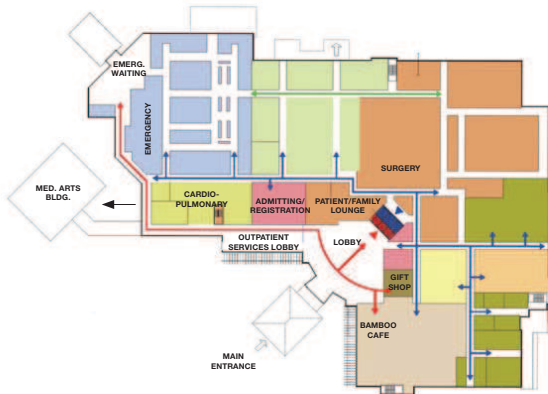 EMERG.
WAITING
EMERGENCY
MED. ARTS
BLDG.
CARDIO-
PULMONARY
ADMITTING/
REGISTRATION
PATIENT/FAMILY
LOUNGE
SURGERY
OUTPATIENT
SERVICES LOBBY
LOBBY
GIFT
SHOP
BAMBOO
CAFE
MAIN
ENTRANCE